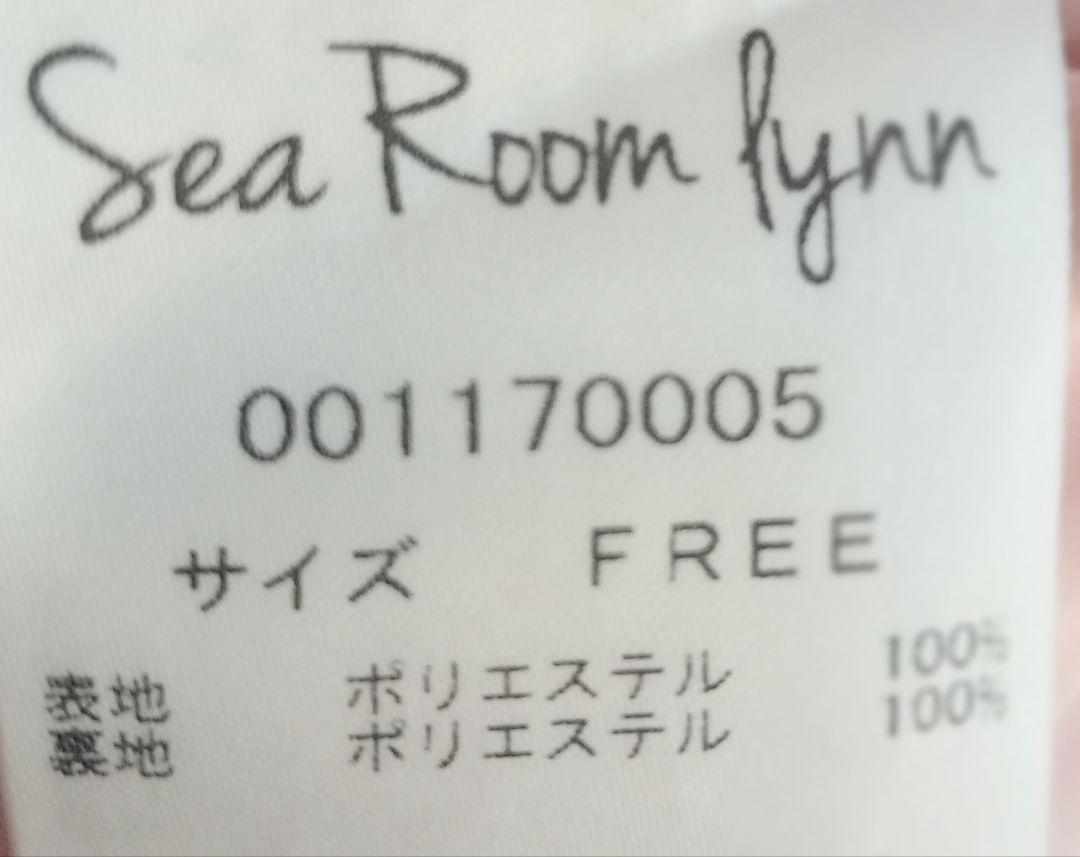 Sea Room lynn
001170005
サイズ FREE
表地 ポリエステル 100%
裏地 ポリエステル 100%